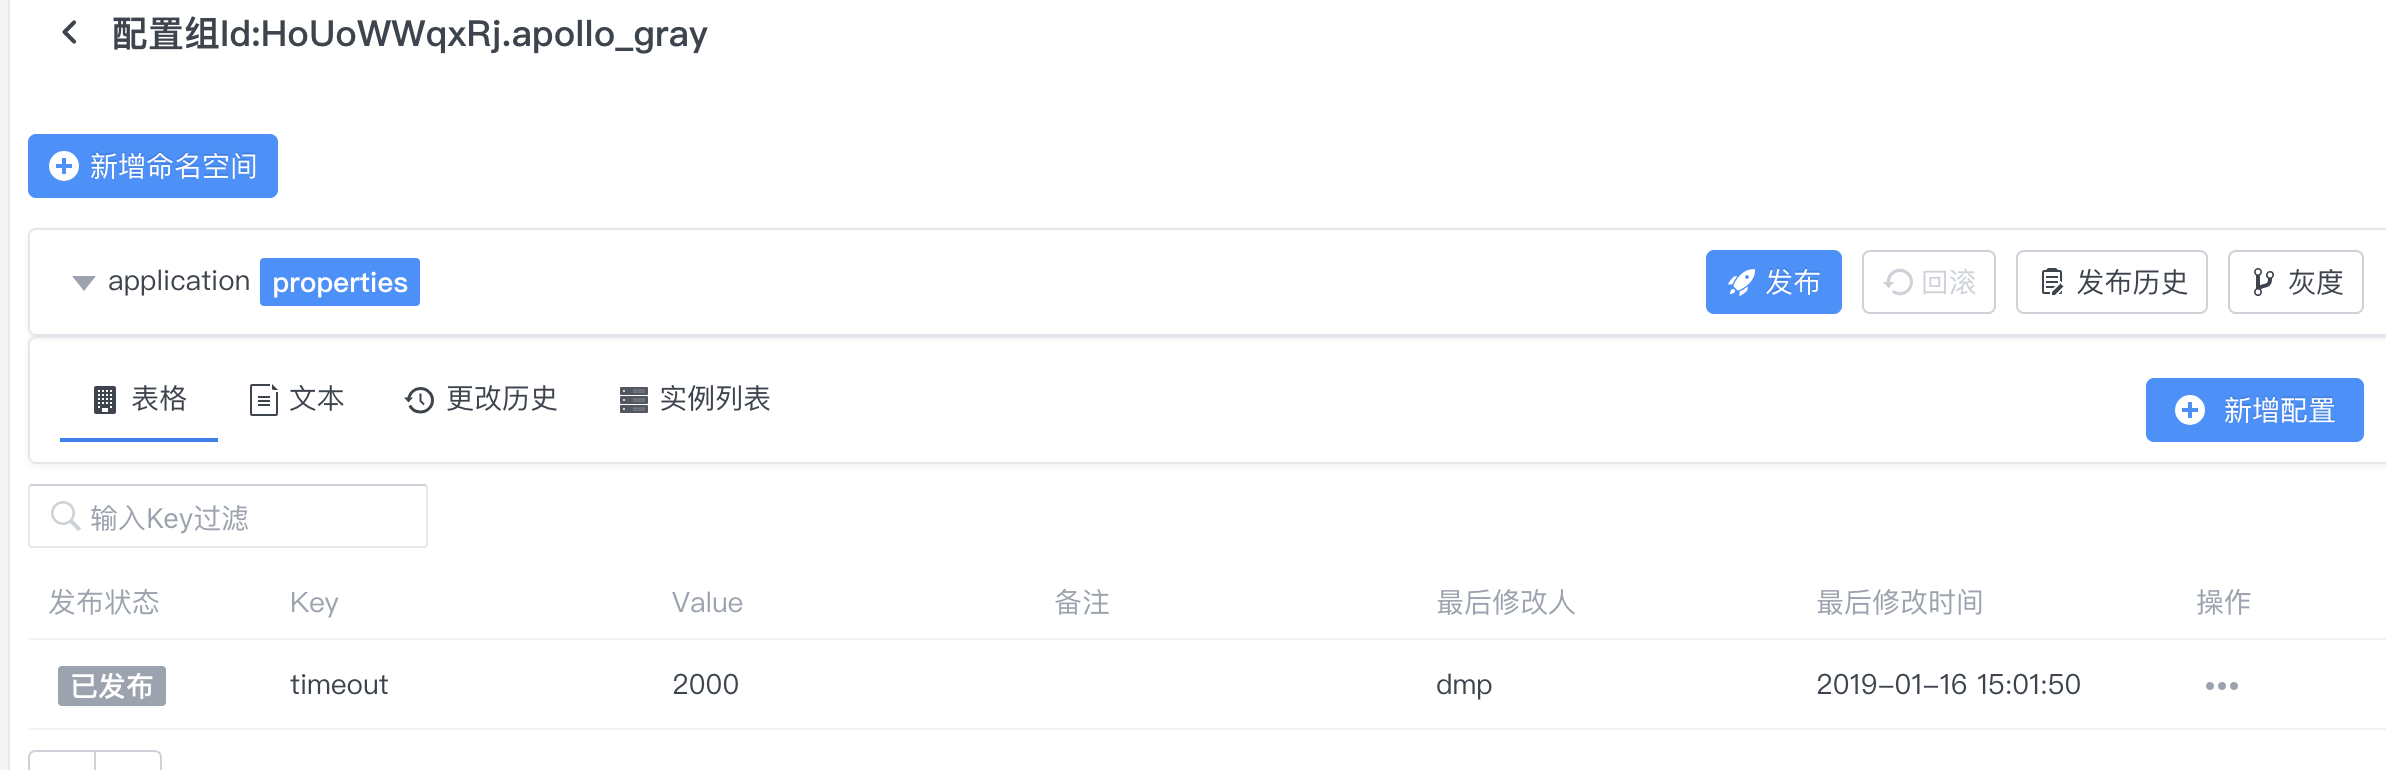 配置组Id:HoUoWWqxRj.apollo_gray
新增命名空间
application properties 发布 回滚 发布历史 灰度
表格 文本 更改历史 实例列表 新增配置
输入Key过滤
发布状态 Key Value 备注 最后修改人 最后修改时间 操作
已发布 timeout 2000 dmp 2019-01-16 15:01:50